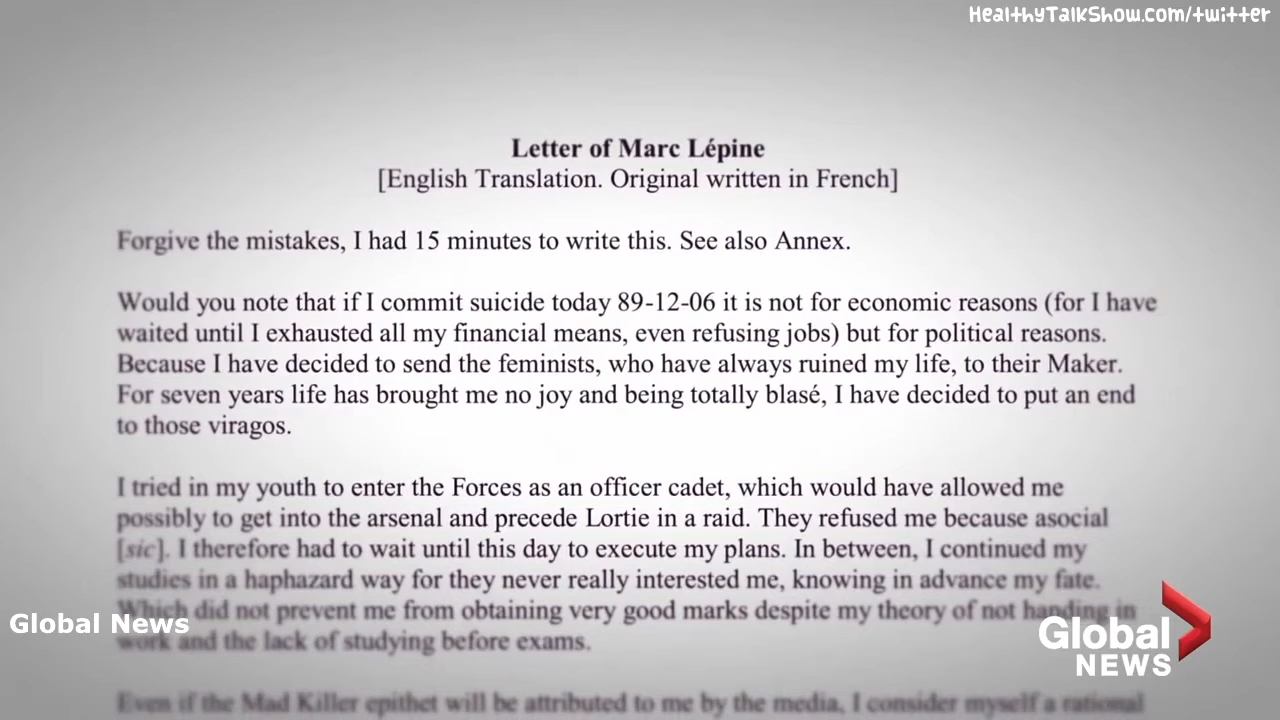 HealthyTalkShow.com/twitter
Letter of Marc Lépine
[English Translation. Original written in French]
Forgive the mistakes, I had 15 minutes to write this. See also Annex.
Would you note that if I commit suicide today 89-12-06 it is not for economic reasons (for I have
waited until I exhausted all my financial means, even refusing jobs) but for political reasons.
Because I have decided to send the feminists, who have always ruined my life, to their Maker.
For seven years life has brought me no joy and being totally blasé, I have decided to put an end
to those viragos.
I tried in my youth to enter the Forces as an officer cadet, which would have allowed me
possibly to get into the arsenal and precede Lortie in a raid. They refused me because asocial
[sic]. I therefore had to wait until this day to execute my plans. In between, I continued my
studies in a haphazard way for they never really interested me, knowing in advance my fate.
Which did not prevent me from obtaining very good marks despite my theory of not handing in
work and the lack of studying before exams.
Even if the Mad Killer epithet will be attributed to me by the media, I consider myself a rational
Global News
Global
NEWS